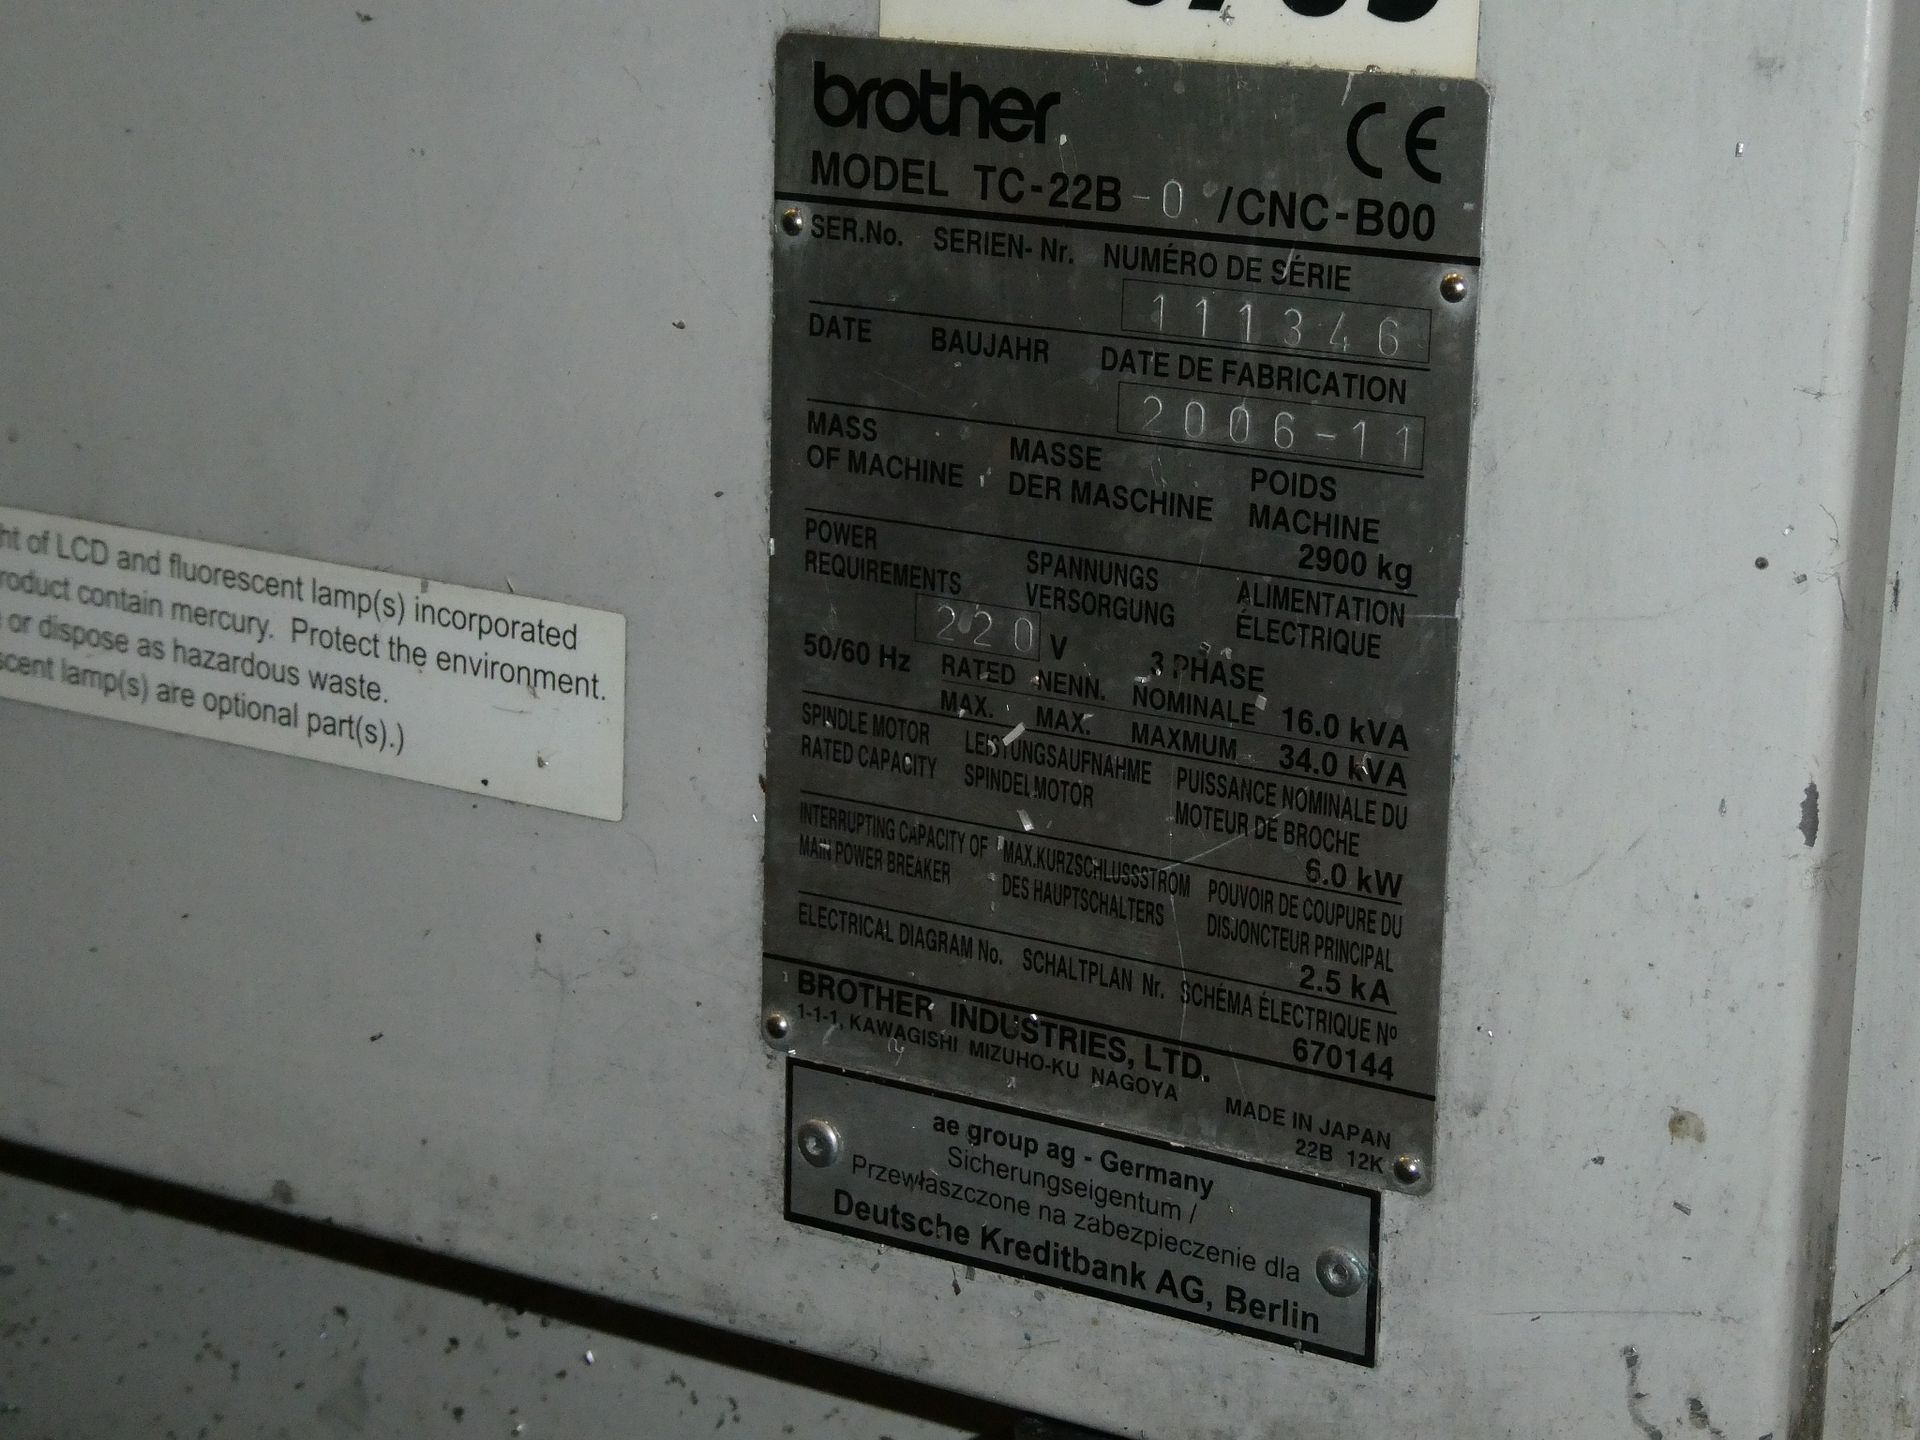 brother CE
MODEL TC-22B-0 /CNC-B00
SER.No. SERIEN-Nr. NUMÉRO DE SÉRIE
111346
DATE BAUJAHR DATE DE FABRICATION
2006-11
MASS MASSE POIDS
OF MACHINE DER MASCHINE MACHINE
2900 kg
POWER SPANNUNGS ALIMENTATION
REQUIREMENTS VERSORGUNG ÉLECTRIQUE
220 V 3 PHASE
50/60 Hz RATED NENN. NOMINALE 16.0 kVA
MAX. MAX. MAXMUM 34.0 kVA
SPINDLE MOTOR LEISTUNGSAUFNAHME PUISSANCE NOMINALE DU
RATED CAPACITY SPINDELMOTOR MOTEUR DE BROCHE
6.0 kW
INTERRUPTING CAPACITY OF MAX.KURZSCHLUSSSTROM POUVOIR DE COUPURE DU
MAIN POWER BREAKER DES HAUPTSCHALTERS DISJONCTEUR PRINCIPAL
2.5 kA
ELECTRICAL DIAGRAM No. SCHALTPLAN Nr. SCHÉMA ÉLECTRIQUE Nº
670144
BROTHER INDUSTRIES, LTD.
1-1-1, KAWAGISHI MIZUHO-KU NAGOYA
MADE IN JAPAN
22B 12K
ae group ag - Germany
Sicherungseigentum /
Przewłaszczone na zabezpieczenie dla
Deutsche Kreditbank AG, Berlin
of LCD and fluorescent lamp(s) incorporated
contain mercury. Protect the environment.
or dispose as hazardous waste.
lamp(s) are optional part(s).)